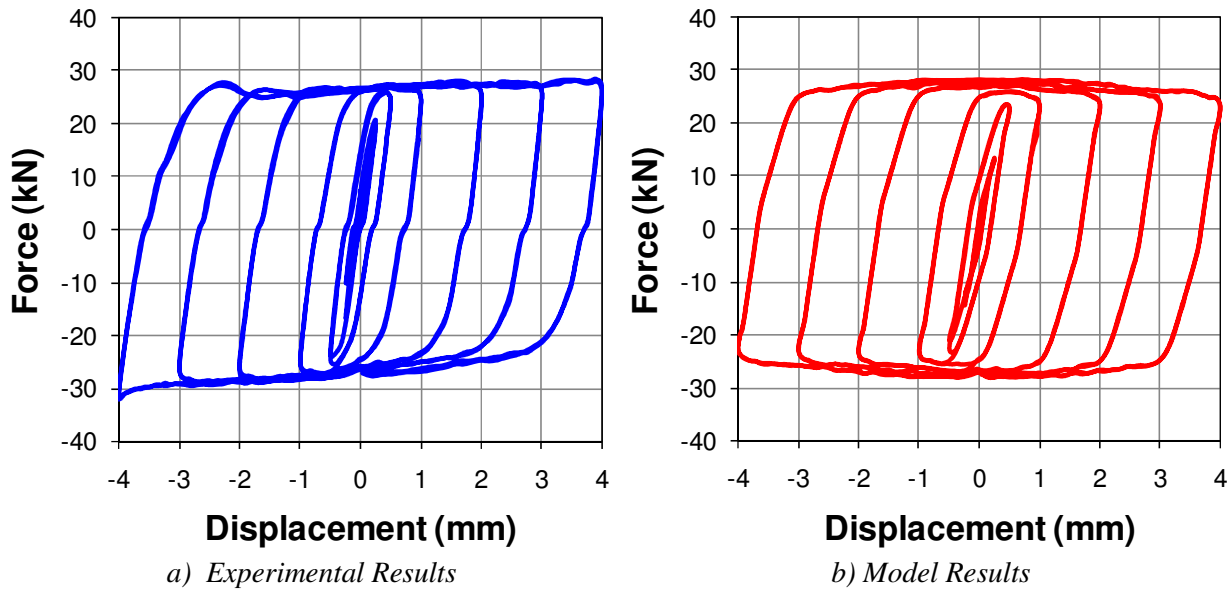 40
30
20
10
0
-10
-20
-30
-40
-4 -3 -2 -1 0 1 2 3 4
Force (kN)
Displacement (mm)
a) Experimental Results
40
30
20
10
0
-10
-20
-30
-40
-4 -3 -2 -1 0 1 2 3 4
Force (kN)
Displacement (mm)
b) Model Results